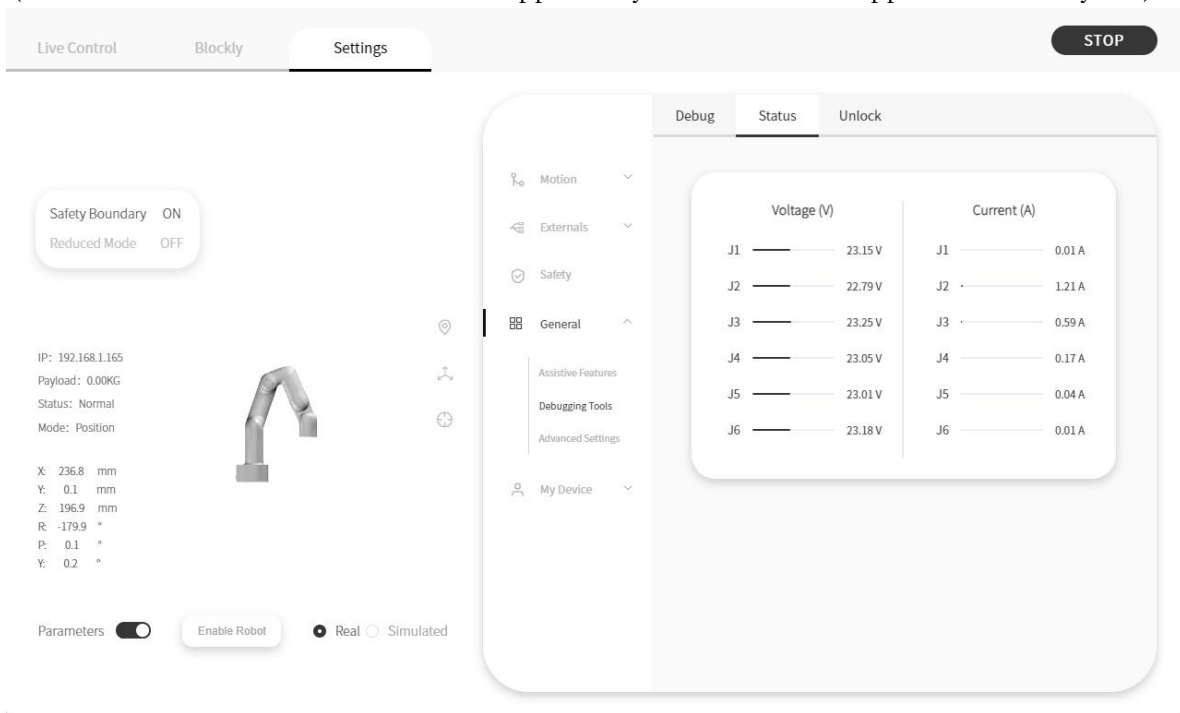 Live Control Blockly Settings STOP
Debug Status Unlock
Safety Boundary ON
Reduced Mode OFF
IP: 192.168.1.165
Payload: 0.00KG
Status: Normal
Mode: Position
X: 236.8 mm
Y: 0.1 mm
Z: 196.9 mm
R: -179.9 °
P: 0.1 °
Y: 0.2 °
Parameters Enable Robot Real Simulated
Motion
Externals
Safety
General
Assistive Features
Debugging Tools
Advanced Settings
My Device
Voltage (V) Current (A)
J1 23.15 V J1 0.01 A
J2 22.79 V J2 1.21 A
J3 23.25 V J3 0.59 A
J4 23.05 V J4 0.17 A
J5 23.01 V J5 0.04 A
J6 23.18 V J6 0.01 A